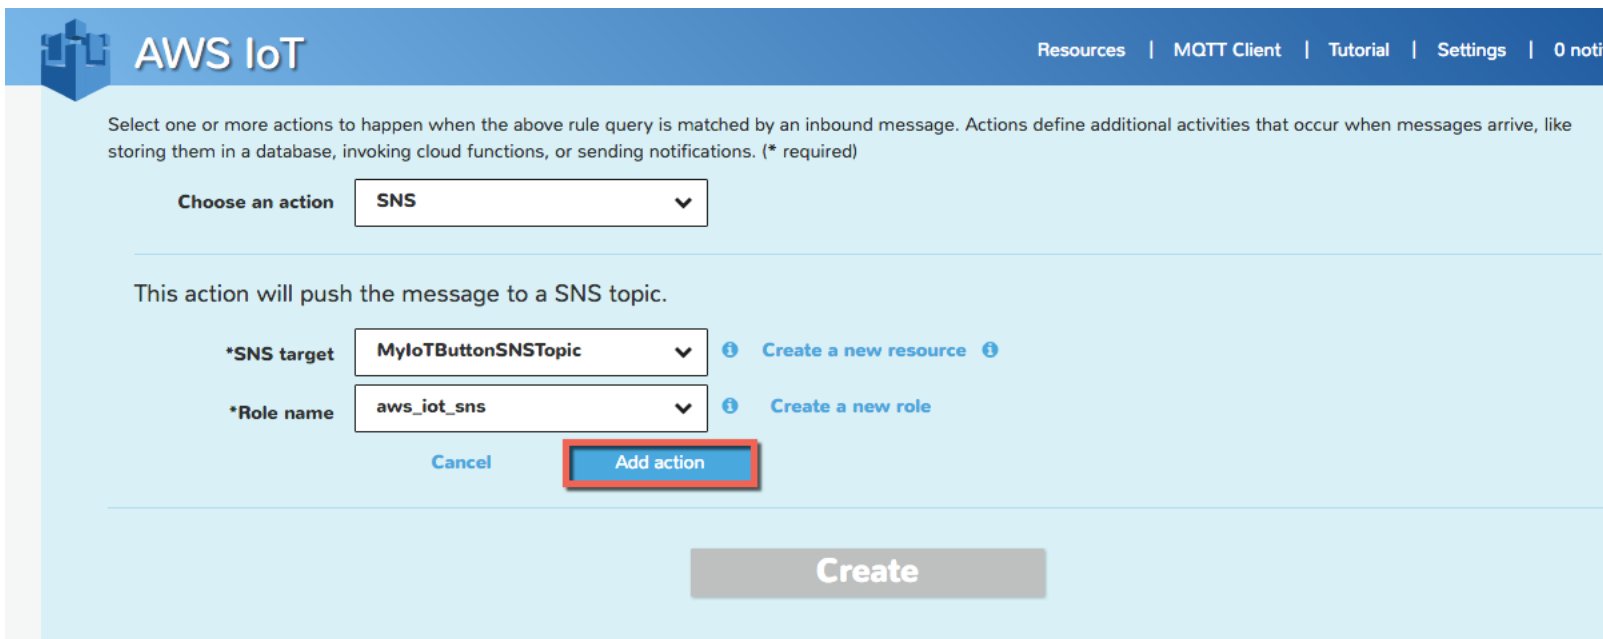 AWS IoT
Resources | MQTT Client | Tutorial | Settings | 0 noti
Select one or more actions to happen when the above rule query is matched by an inbound message. Actions define additional activities that occur when messages arrive, like
storing them in a database, invoking cloud functions, or sending notifications. (* required)
Choose an action SNS
This action will push the message to a SNS topic.
*SNS target MyIoTButtonSNSTopic Create a new resource
*Role name aws_iot_sns Create a new role
Cancel Add action
Create